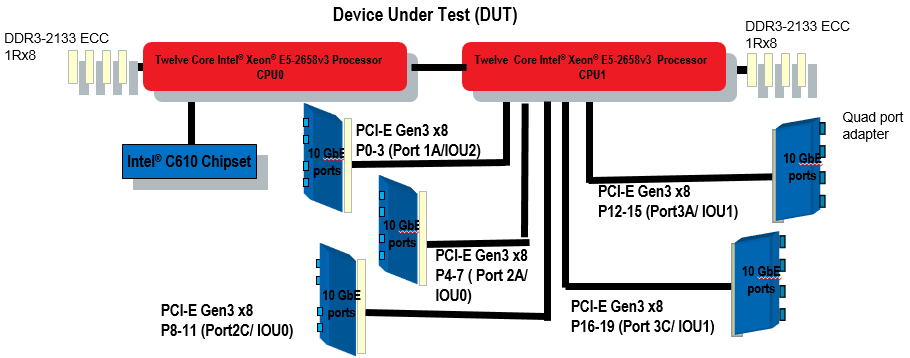 Device Under Test (DUT)
DDR3-2133 ECC
1Rx8
Twelve Core Intel® Xeon® E5-2658v3 Processor
CPU0
Twelve Core Intel® Xeon® E5-2658v3 Processor
CPU1
DDR3-2133 ECC
1Rx8
Quad port
adapter
Intel® C610 Chipset
10 GbE
ports
PCI-E Gen3 x8
P0-3 (Port 1A/IOU2)
10 GbE
ports
PCI-E Gen3 x8
P4-7 ( Port 2A/
IOU0)
10 GbE
ports
PCI-E Gen3 x8
P8-11 (Port2C/ IOU0)
10 GbE
ports
PCI-E Gen3 x8
P12-15 (Port3A/ IOU1)
10 GbE
ports
PCI-E Gen3 x8
P16-19 (Port 3C/ IOU1)